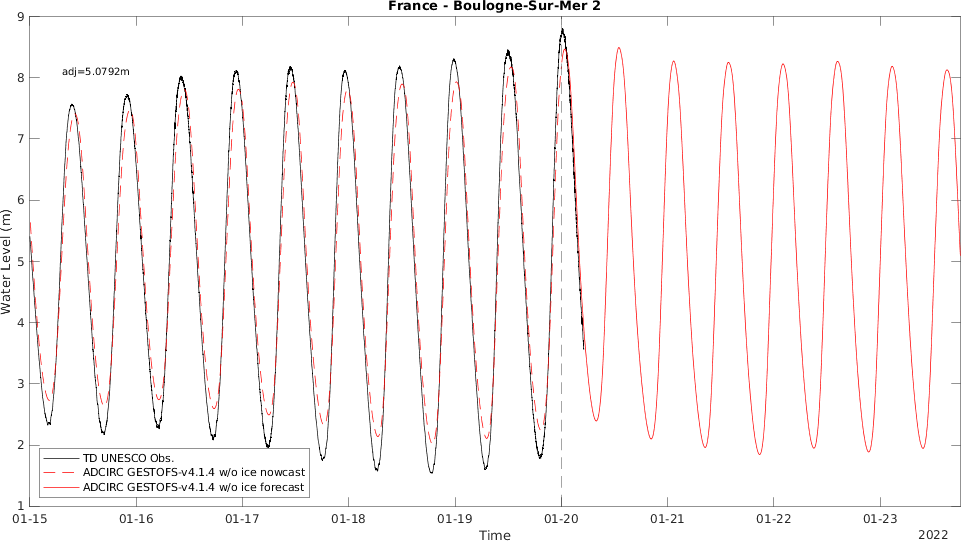 France - Boulogne-Sur-Mer 2
adj=5.0792m
Water Level (m)
9
8
7
6
5
4
3
2
1
TD UNESCO Obs.
ADCIRC GESTOFS-v4.1.4 w/o ice nowcast
ADCIRC GESTOFS-v4.1.4 w/o ice forecast
01-15 01-16 01-17 01-18 01-19 01-20 01-21 01-22 01-23
Time
2022